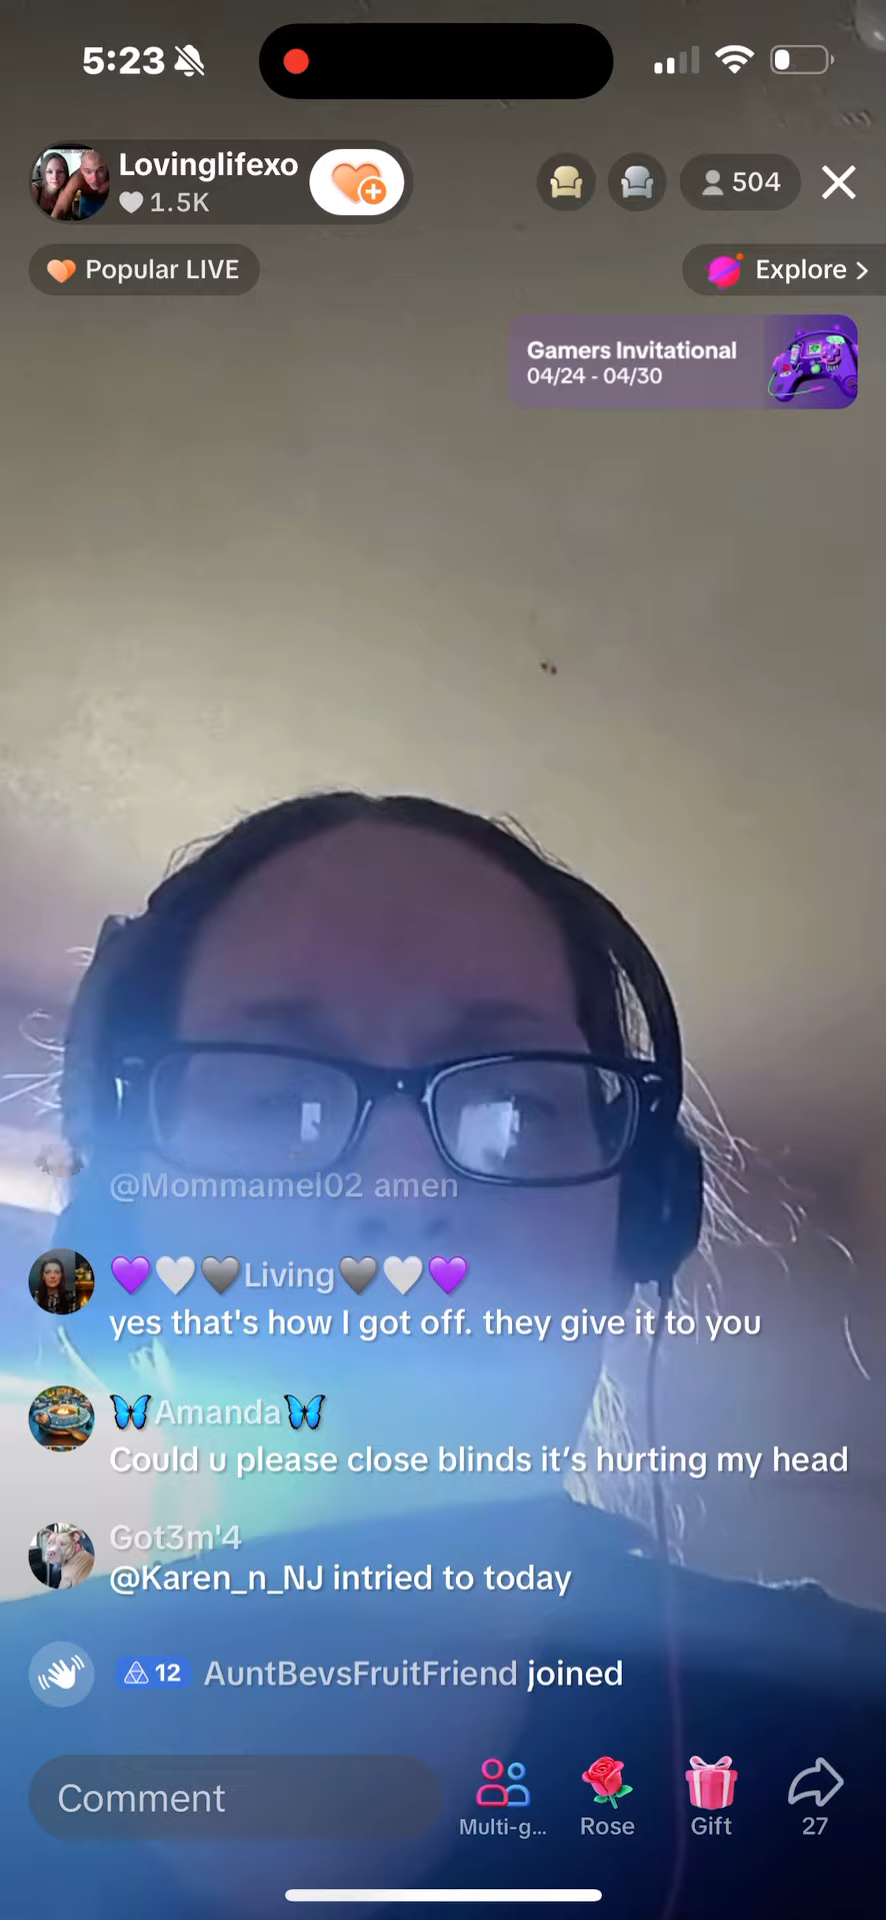 5:23
Lovinglifexo
1.5K
504
Popular LIVE
Explore >
Gamers Invitational
04/24 - 04/30
@Mommamel02 amen
💜🤍🩶Living🩶🤍💜
yes that's how I got off. they give it to you
🦋Amanda🦋
Could u please close blinds it's hurting my head
Got3m'4
@Karen_n_NJ intried to today
12 AuntBevsFruitFriend joined
Comment
Multi-g...
Rose
Gift
27